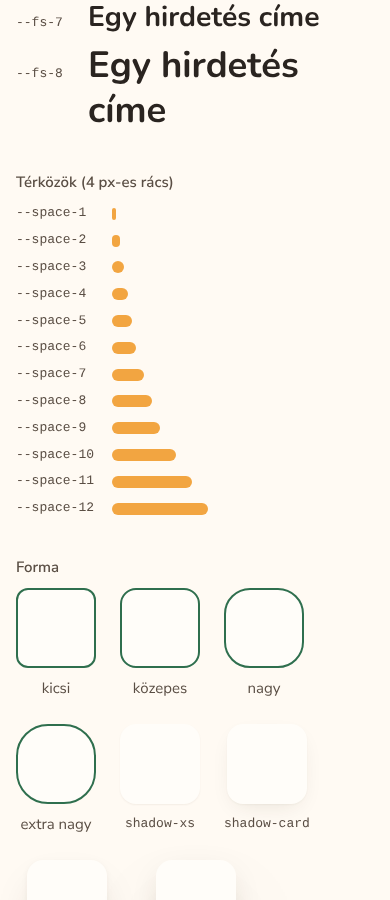 --fs-7 Egy hirdetés címe
--fs-8 Egy hirdetés
címe
Térközök (4 px-es rács)
--space-1
--space-2
--space-3
--space-4
--space-5
--space-6
--space-7
--space-8
--space-9
--space-10
--space-11
--space-12
Forma
kicsi közepes nagy
extra nagy shadow-xs shadow-card